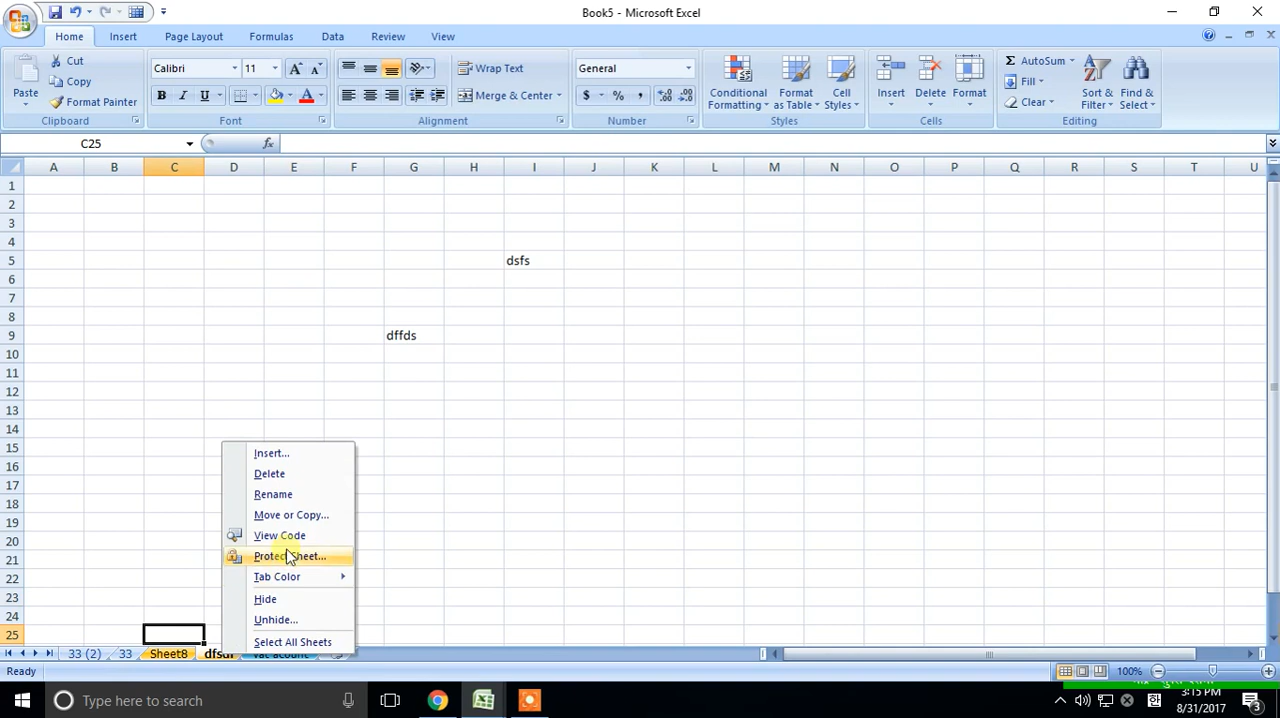 Book5 - Microsoft Excel
Home Insert Page Layout Formulas Data Review View
Cut
Copy
Format Painter
Paste
Clipboard
Calibri 11
B I U
Font
Wrap Text
Merge & Center
Alignment
General
$ % ,
Number
Conditional Formatting
Format as Table
Cell Styles
Styles
Insert Delete Format
Cells
AutoSum
Fill
Clear
Sort & Filter
Find & Select
Editing
C25 fx
A B C D E F G H I J K L M N O P Q R S T U
1
2
3
4
5 dsfs
6
7
8
9 dffds
10
11
12
13
14
15
16
17
18
19
20
21
22
23
24
25
Insert...
Delete
Rename
Move or Copy...
View Code
Protect Sheet...
Tab Color
Hide
Unhide...
Select All Sheets
33 (2) 33 Sheet8
Ready 100%
Type here to search
3:15 PM
8/31/2017
한
3